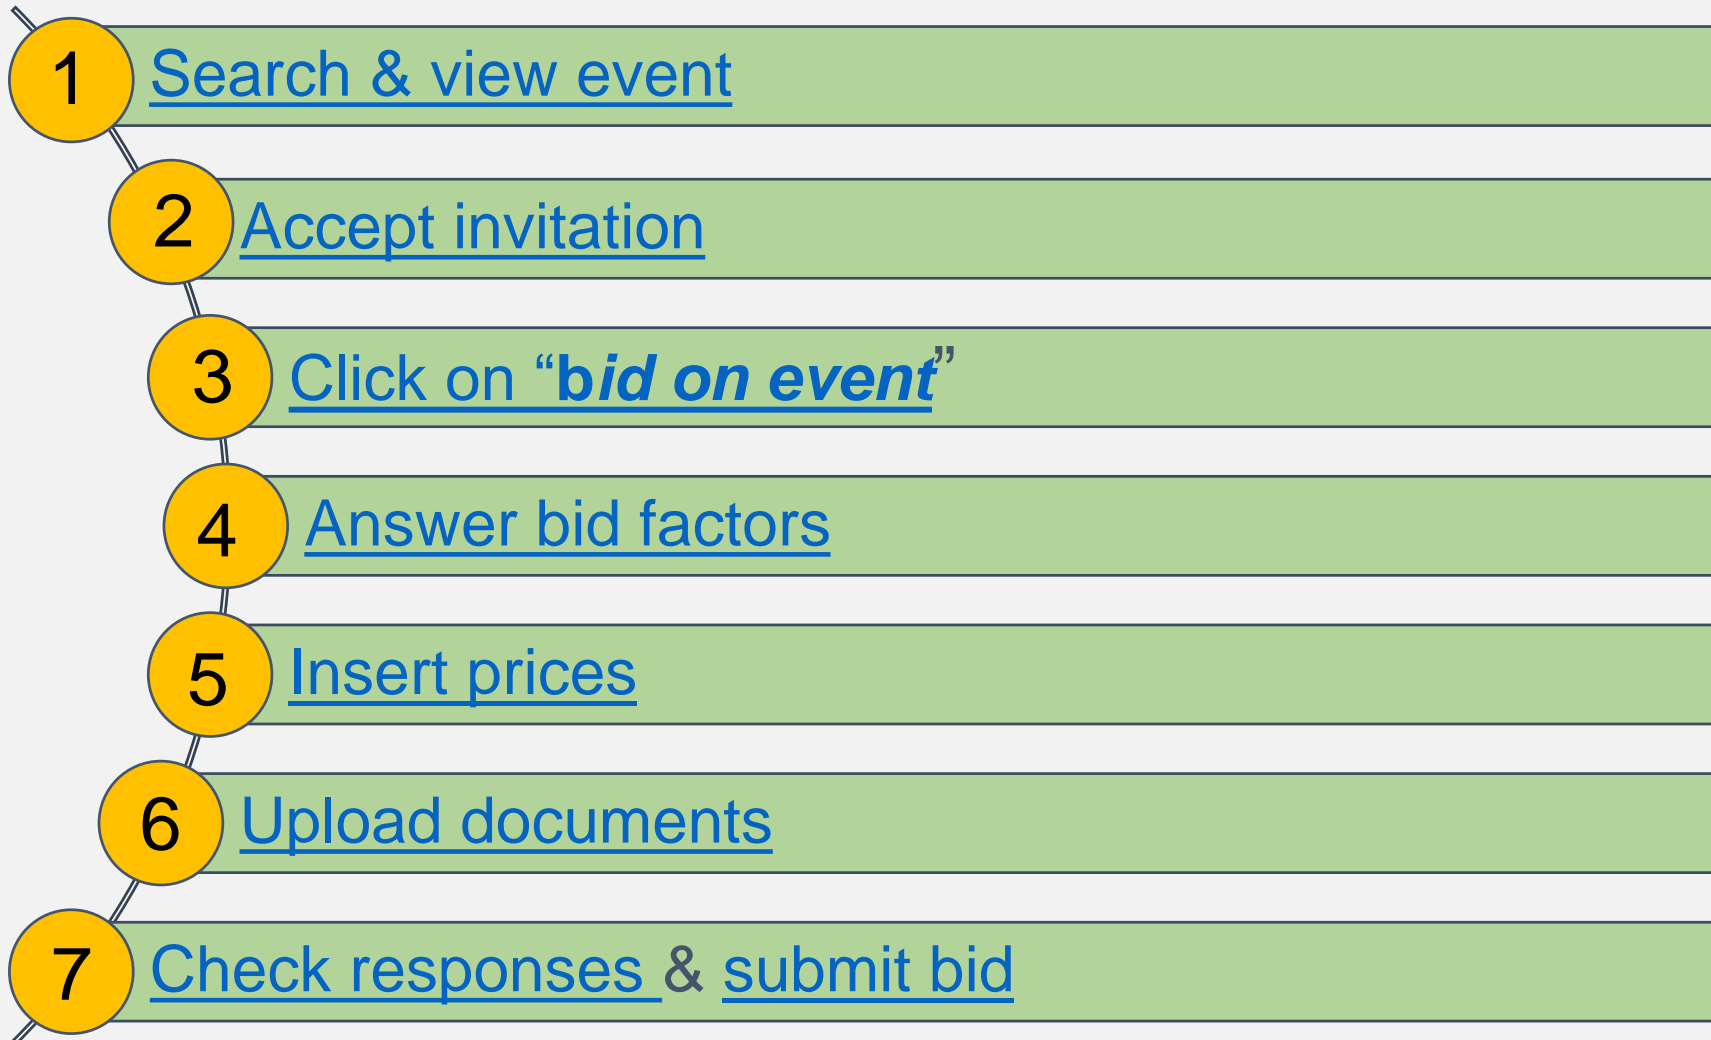 1 Search & view event
2 Accept invitation
3 Click on “bid on event”
4 Answer bid factors
5 Insert prices
6 Upload documents
7 Check responses & submit bid